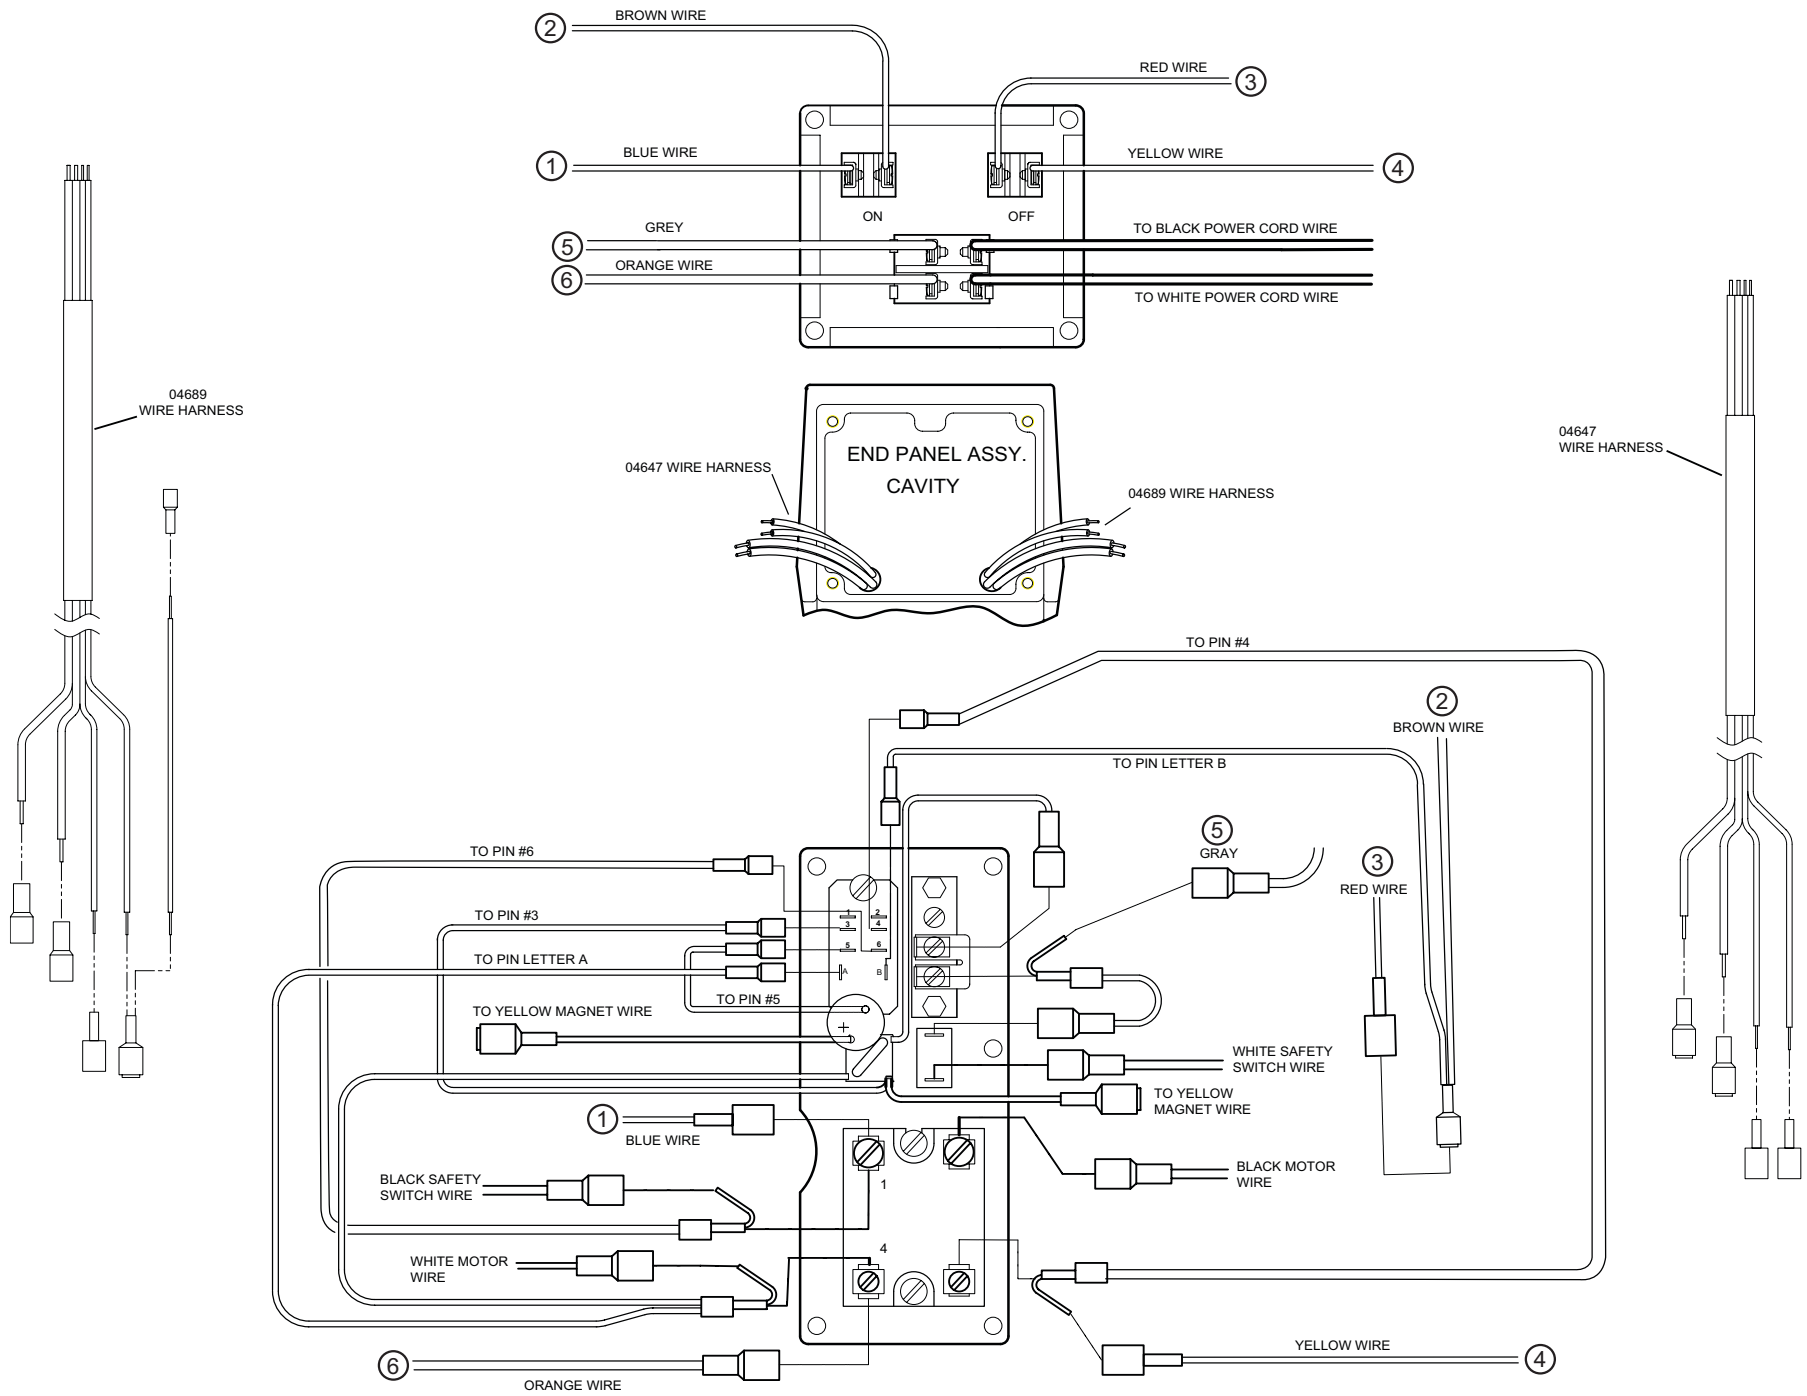 2
BROWN WIRE
RED WIRE
3
1
BLUE WIRE
YELLOW WIRE
4
ON
OFF
5
GREY
TO BLACK POWER CORD WIRE
6
ORANGE WIRE
TO WHITE POWER CORD WIRE
04689
WIRE HARNESS
04647
WIRE HARNESS
END PANEL ASSY.
CAVITY
04647 WIRE HARNESS
04689 WIRE HARNESS
TO PIN #4
2
BROWN WIRE
TO PIN LETTER B
5
GRAY
3
RED WIRE
TO PIN #6
1 2
TO PIN #3
3 4
5 6
TO PIN LETTER A
A B
TO PIN #5
TO YELLOW MAGNET WIRE
+
WHITE SAFETY
SWITCH WIRE
TO YELLOW
MAGNET WIRE
1
BLUE WIRE
BLACK MOTOR
WIRE
BLACK SAFETY
SWITCH WIRE
1
4
WHITE MOTOR
WIRE
YELLOW WIRE
4
6
ORANGE WIRE